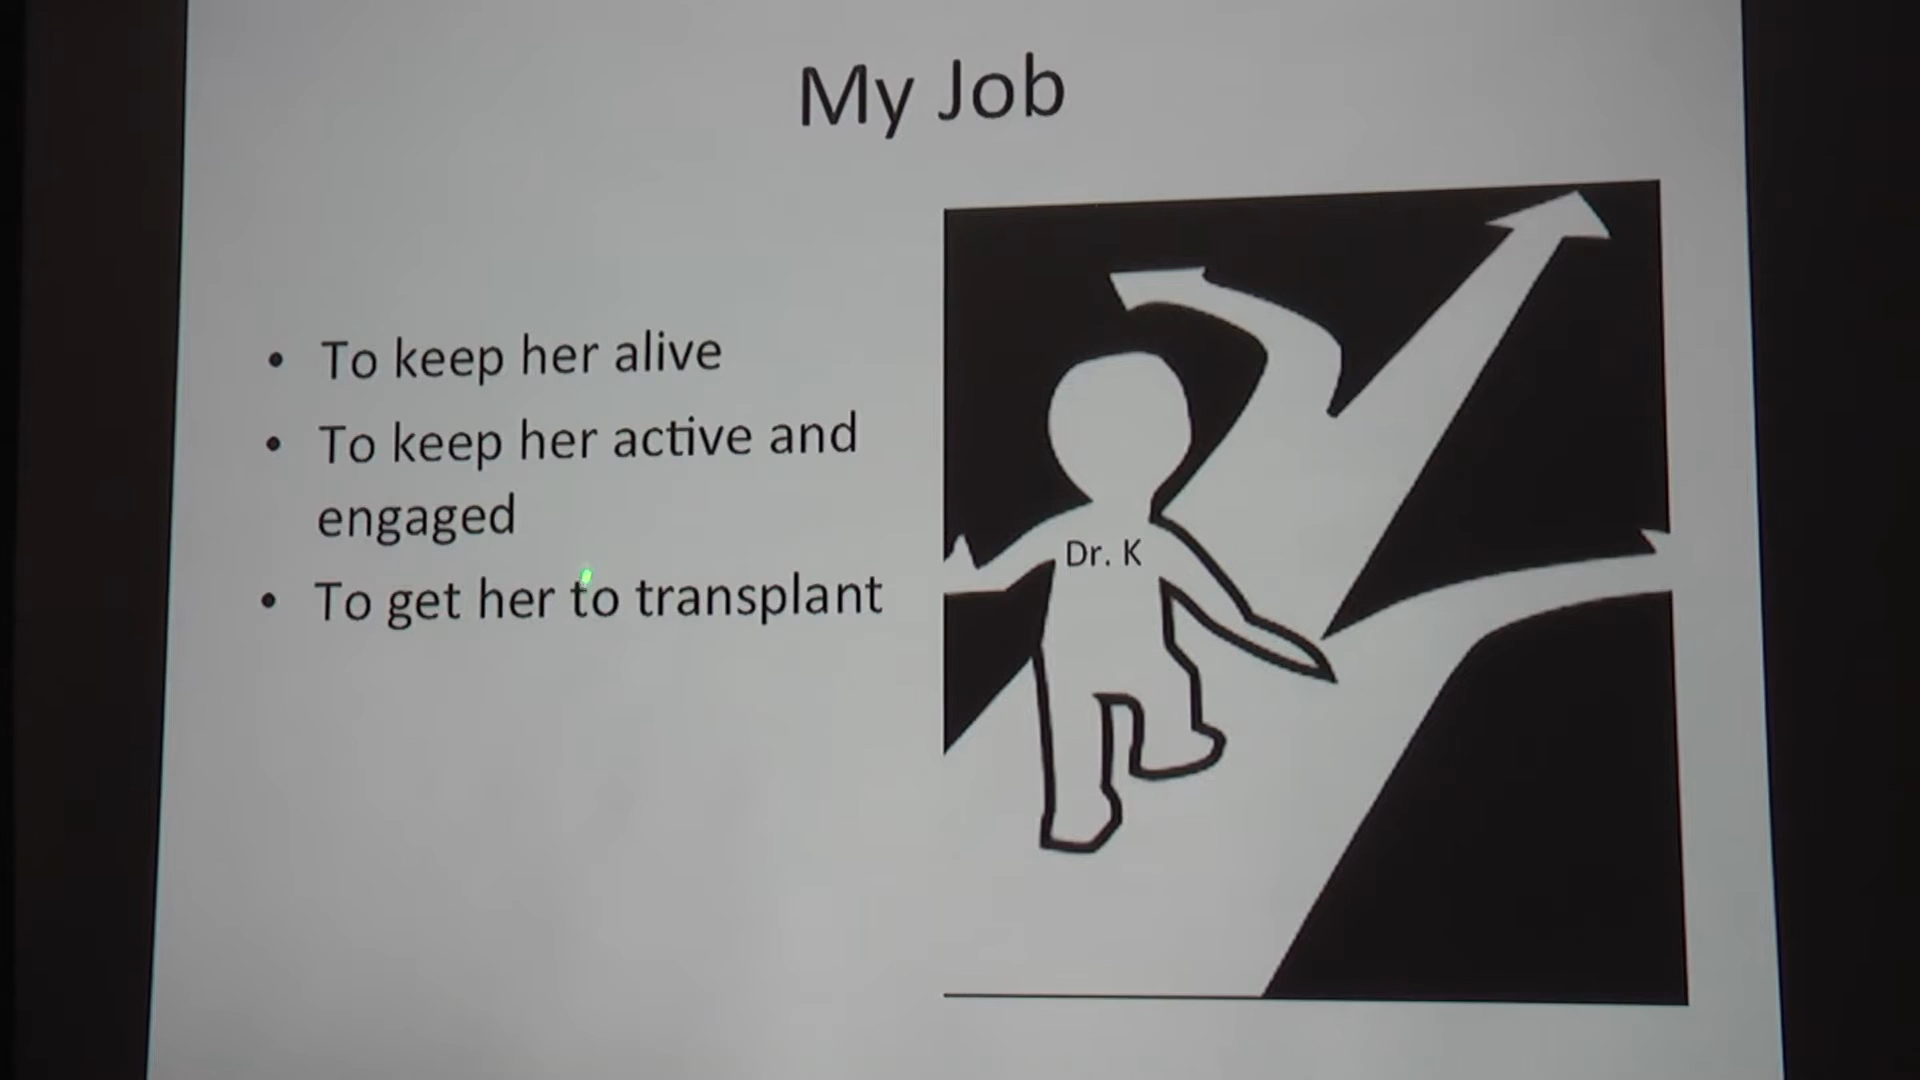 My Job
• To keep her alive
• To keep her active and
engaged
• To get her to transplant
Dr. K